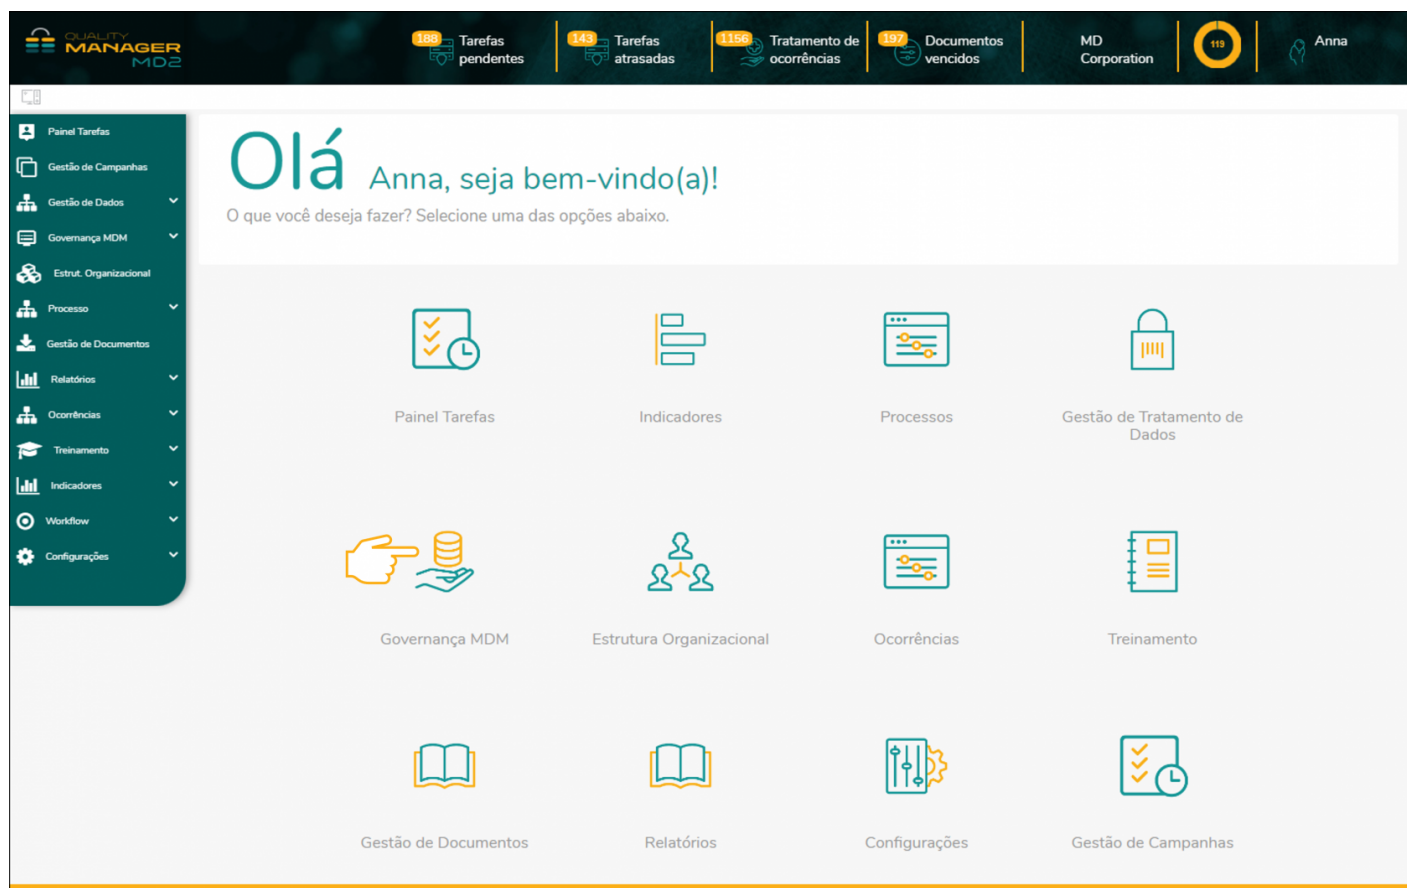 QUALITY
MANAGER
MD2
188
Tarefas
pendentes
143
Tarefas
atrasadas
1156
Tratamento de
ocorrências
197
Documentos
vencidos
MD
Corporation
119
Anna
Painel Tarefas
Gestão de Campanhas
Gestão de Dados
Governança MDM
Estrut. Organizacional
Processo
Gestão de Documentos
Relatórios
Ocorrências
Treinamento
Indicadores
Workflow
Configurações
Olá Anna, seja bem-vindo(a)!
O que você deseja fazer? Selecione uma das opções abaixo.
Painel Tarefas
Indicadores
Processos
Gestão de Tratamento de
Dados
Governança MDM
Estrutura Organizacional
Ocorrências
Treinamento
Gestão de Documentos
Relatórios
Configurações
Gestão de Campanhas